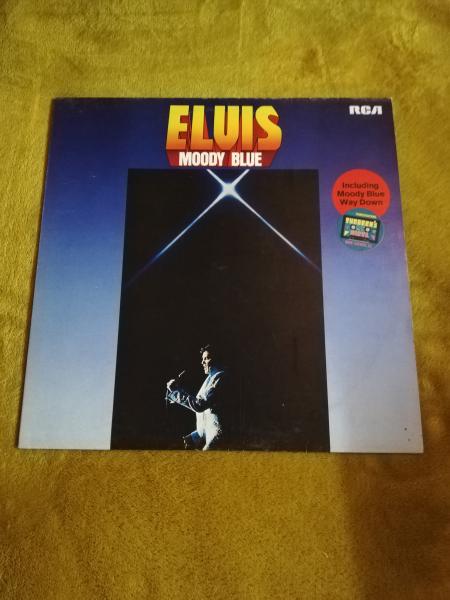 RCA
ELVIS
MOODY BLUE
Including
Moody Blue
Way Down